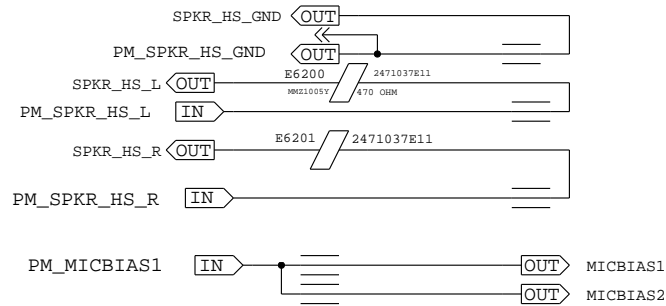 SPKR_HS_GND OUT
PM_SPKR_HS_GND OUT
E6200 2471037E11
SPKR_HS_L OUT
MMZ1005Y 470 OHM
PM_SPKR_HS_L IN
E6201 2471037E11
SPKR_HS_R OUT
PM_SPKR_HS_R IN
PM_MICBIAS1 IN OUT MICBIAS1
OUT MICBIAS2